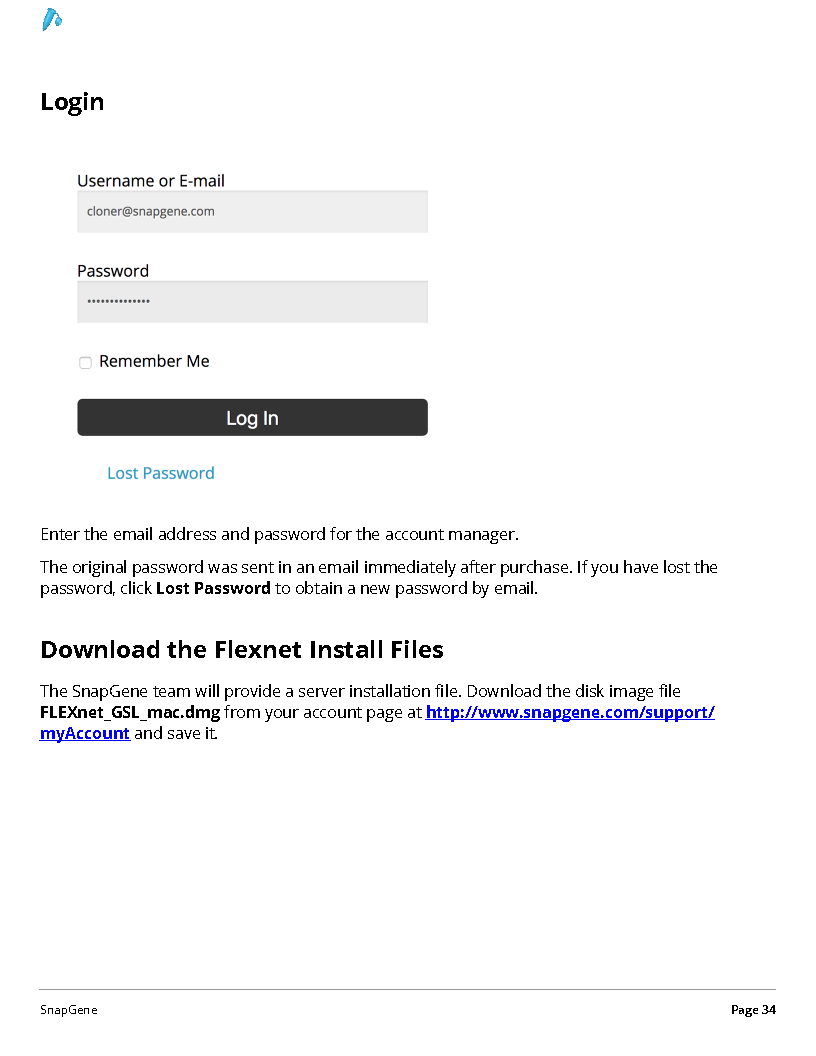 Login
Username or E-mail
cloner@snapgene.com
Password
••••••••••••••
Remember Me
Log In
Lost Password
Enter the email address and password for the account manager.
The original password was sent in an email immediately after purchase. If you have lost the
password, click Lost Password to obtain a new password by email.
Download the Flexnet Install Files
The SnapGene team will provide a server installation file. Download the disk image file
FLEXnet_GSL_mac.dmg from your account page at http://www.snapgene.com/support/
myAccount and save it.
SnapGene Page 34